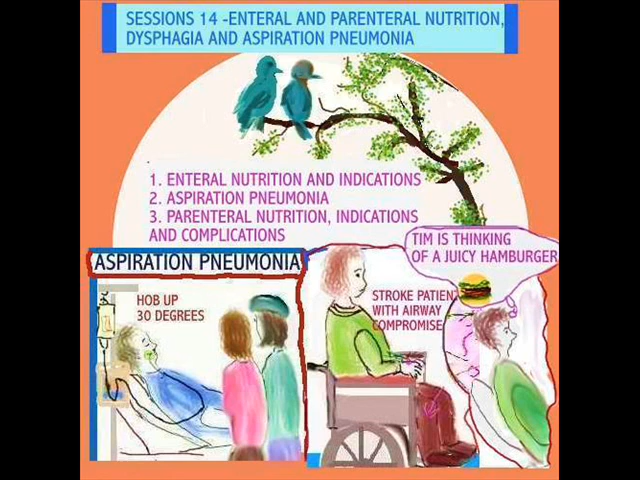 SESSIONS 14 -ENTERAL AND PARENTERAL NUTRITION,
DYSPHAGIA AND ASPIRATION PNEUMONIA
1. ENTERAL NUTRITION AND INDICATIONS
2. ASPIRATION PNEUMONIA
3. PARENTERAL NUTRITION, INDICATIONS
AND COMPLICATIONS
TIM IS THINKING
OF A JUICY HAMBURGER
ASPIRATION PNEUMONIA
HOB UP
30 DEGREES
STROKE PATIENT
WITH AIRWAY
COMPROMISE